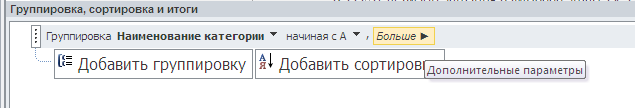 Группировка, сортировка и итоги
Группировка Наименование категории ▼ начиная с А ▼ , Больше ►
Добавить группировку Добавить сортиров
Дополнительные параметры